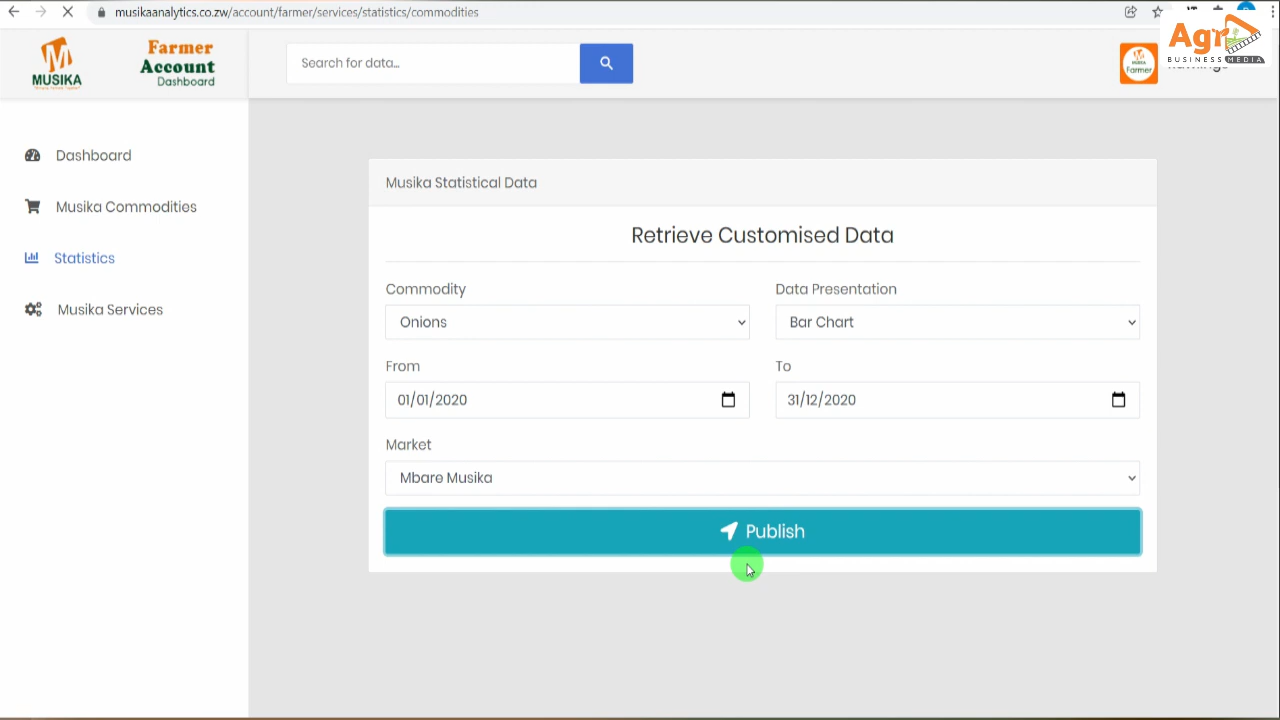 musikaanalytics.co.zw/account/farmer/services/statistics/commodities
MUSIKA
Farmer
Account
Dashboard
Search for data...
MUSIKA
Farmer
Agri
BUSINESS MEDIA
Dashboard
Musika Commodities
Statistics
Musika Services
Musika Statistical Data
Retrieve Customised Data
Commodity
Data Presentation
Onions
Bar Chart
From
To
01/01/2020
31/12/2020
Market
Mbare Musika
Publish